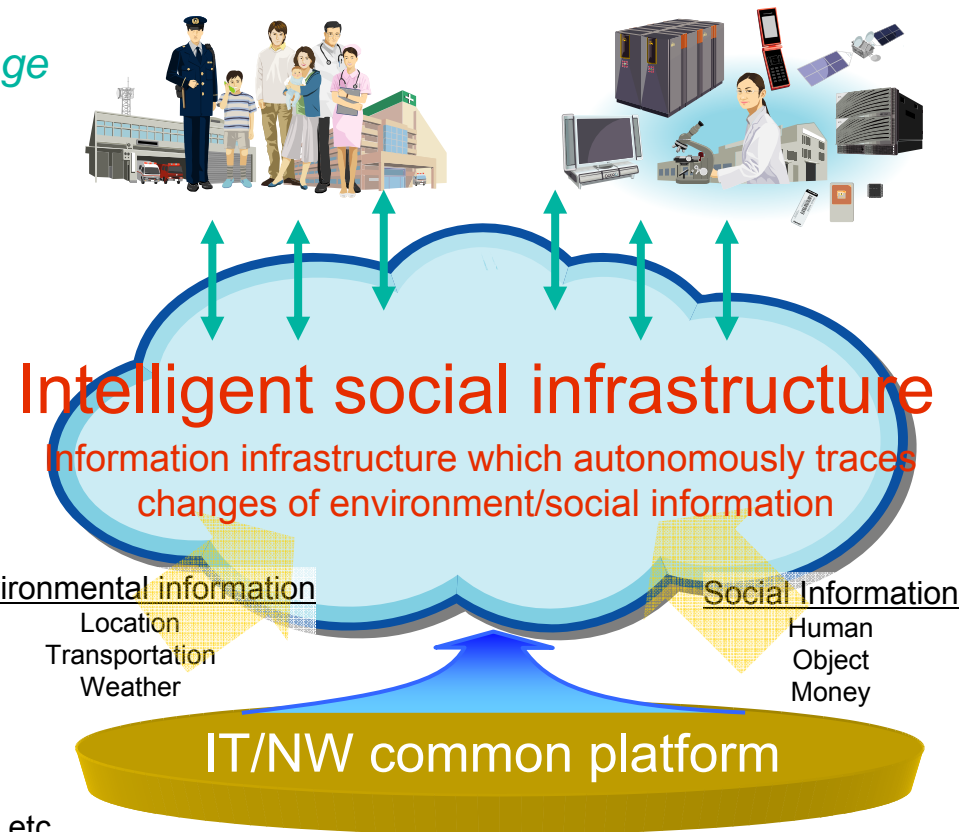 ge
Intelligent social infrastructure
Information infrastructure which autonomously traces
changes of environment/social information
ironmental information
Location
Transportation
Weather
Social Information
Human
Object
Money
IT/NW common platform
etc